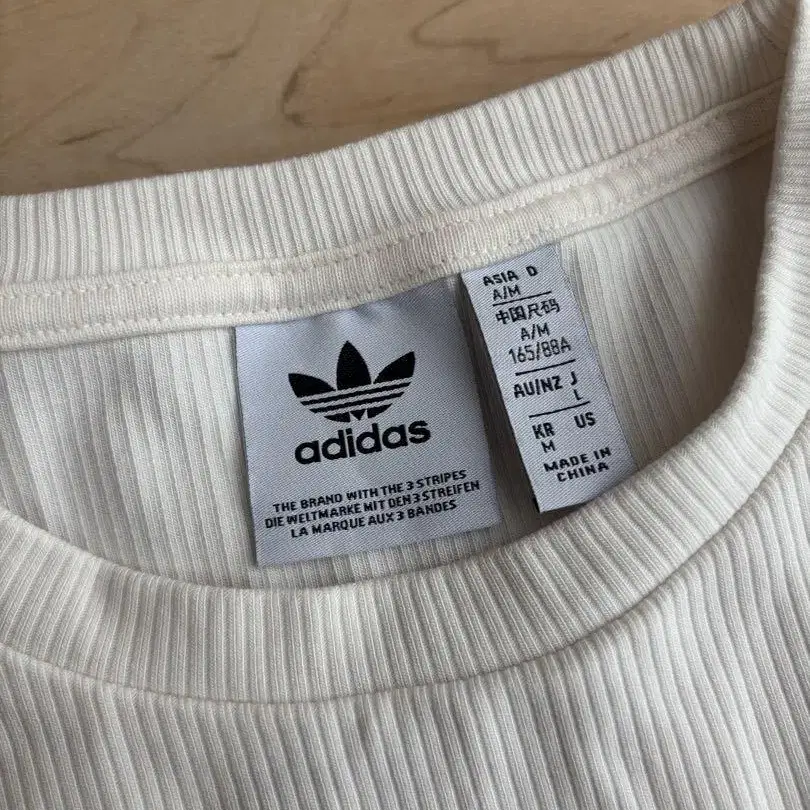 adidas
THE BRAND WITH THE 3 STRIPES
DIE WELTMARKE MIT DEN 3 STREIFEN
LA MARQUE AUX 3 BANDES
ASIA D
A/M
中国尺码
A/M
165/88A
AU/NZ J
L
KR US
M
MADE IN
CHINA